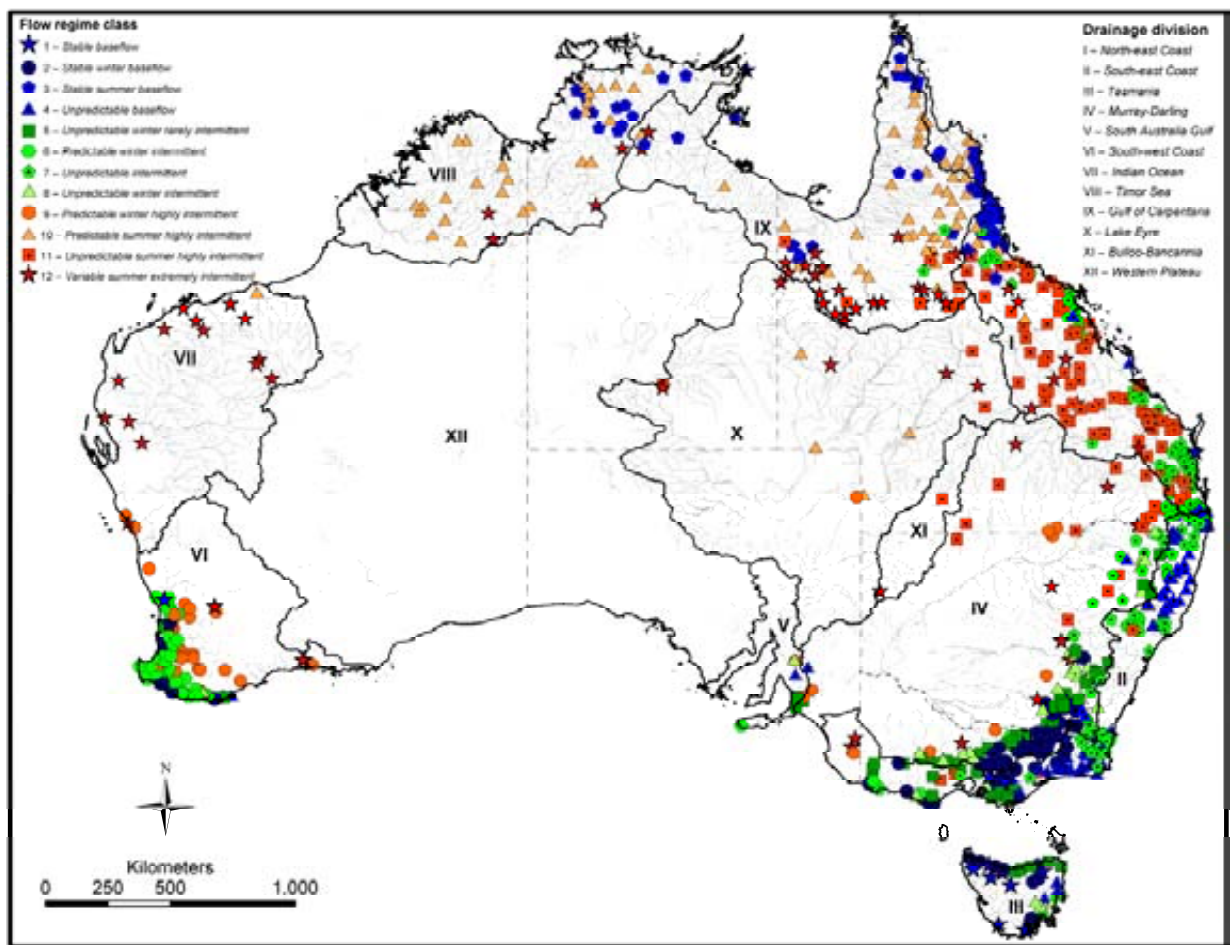 Flow regime class
1 – Stable baseflow
2 – Stable winter baseflow
3 – Stable summer baseflow
4 – Unpredictable baseflow
5 – Unpredictable winter rarely intermittent
6 – Predictable winter intermittent
7 – Unpredictable intermittent
8 – Unpredictable winter intermittent
9 – Predictable winter highly intermittent
10 – Predictable summer highly intermittent
11 – Unpredictable summer highly intermittent
12 – Variable summer extremely intermittent
Drainage division
I – North-east Coast
II – South-east Coast
III – Tasmania
IV – Murray-Darling
V – South Australia Gulf
VI – Southwest Coast
VII – Indian Ocean
VIII – Timor Sea
IX – Gulf of Carpentaria
X – Lake Eyre
XI – Bulloo-Bancannia
XII – Western Plateau
VIII
IX
VII
I
XII
X
XI
VI
IV
V
II
III
N
Kilometers
0 250 500 1.000